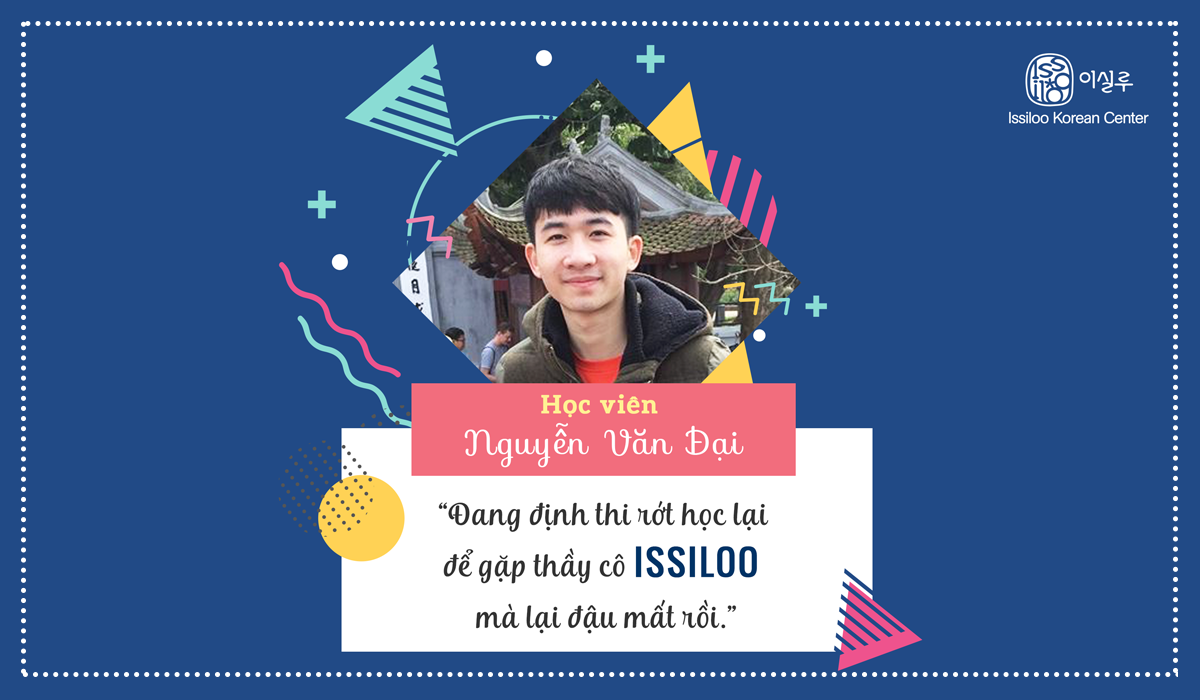 이실루
Issiloo Korean Center
Học viên
Nguyễn Văn Đại
“Đang định thi rớt học lại
để gặp thầy cô ISSILOO
mà lại đậu mất rồi.”